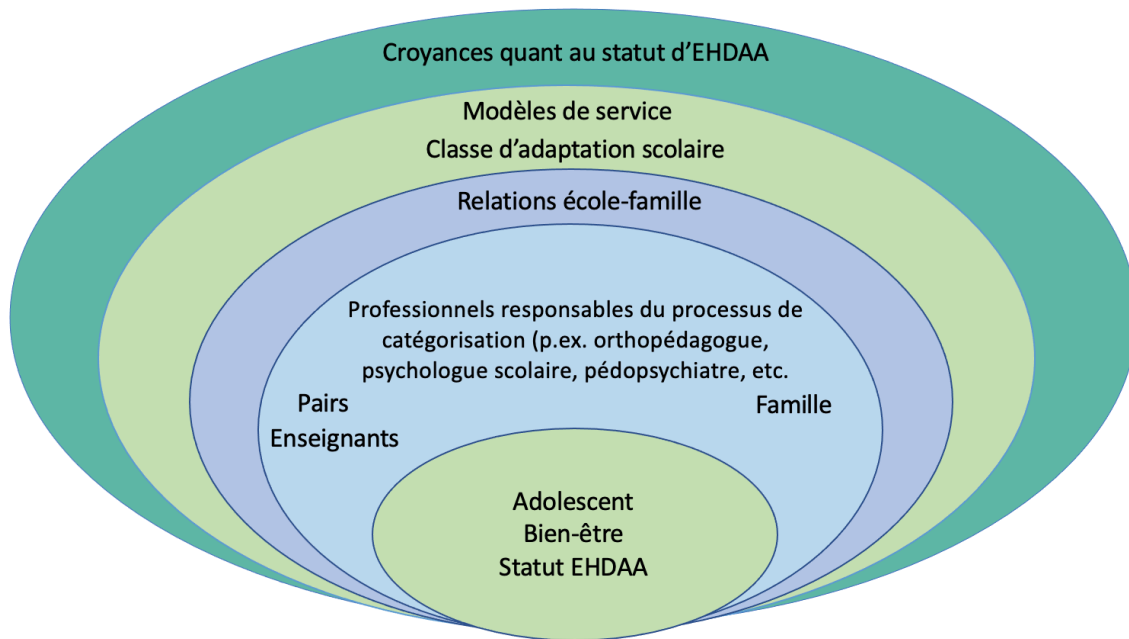 Croyances quant au statut d’EHDAA
Modèles de service
Classe d’adaptation scolaire
Relations école-famille
Professionnels responsables du processus de
catégorisation (p.ex. orthopédagogue,
psychologue scolaire, pédopsychiatre, etc.
Pairs
Enseignants
Famille
Adolescent
Bien-être
Statut EHDAA